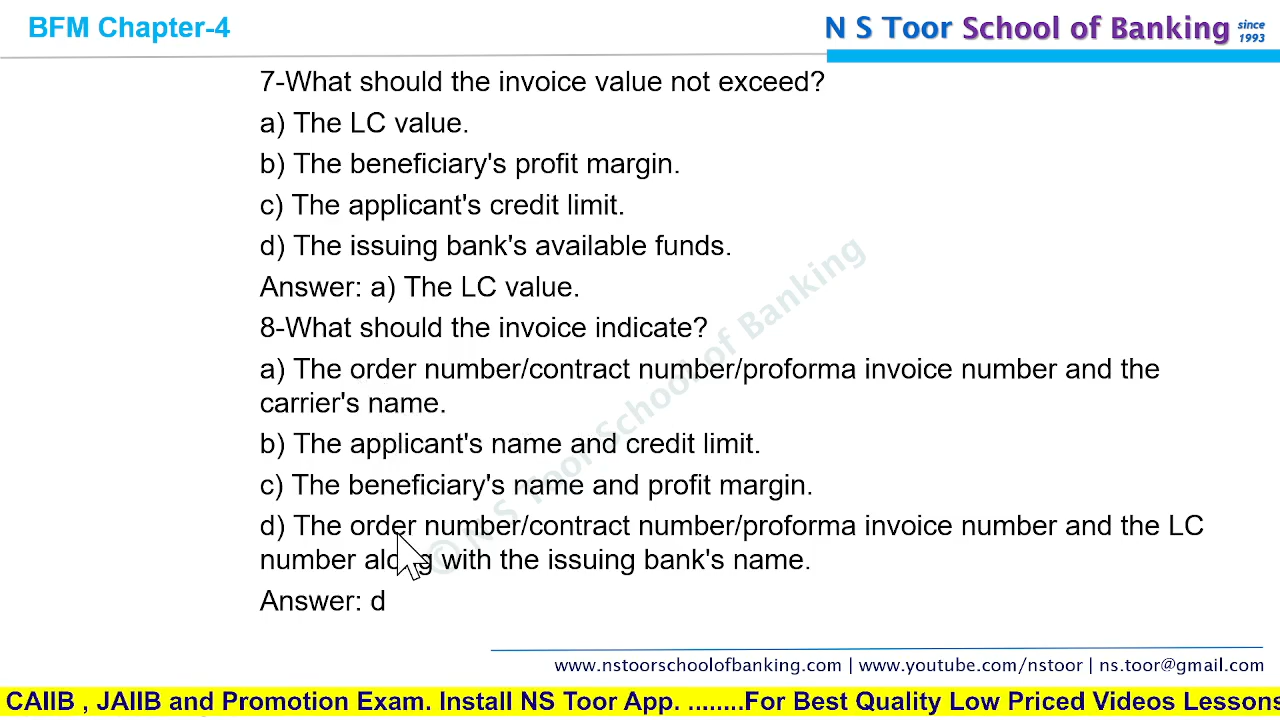 BFM Chapter-4
N S Toor School of Banking since 1993
7-What should the invoice value not exceed?
a) The LC value.
b) The beneficiary's profit margin.
c) The applicant's credit limit.
d) The issuing bank's available funds.
Answer: a) The LC value.
8-What should the invoice indicate?
a) The order number/contract number/proforma invoice number and the
carrier's name.
b) The applicant's name and credit limit.
c) The beneficiary's name and profit margin.
d) The order number/contract number/proforma invoice number and the LC
number along with the issuing bank's name.
Answer: d
© N S Toor School of Banking
www.nstoorschoolofbanking.com | www.youtube.com/nstoor | ns.toor@gmail.com
CAIIB , JAIIB and Promotion Exam. Install NS Toor App. ........For Best Quality Low Priced Videos Lessons